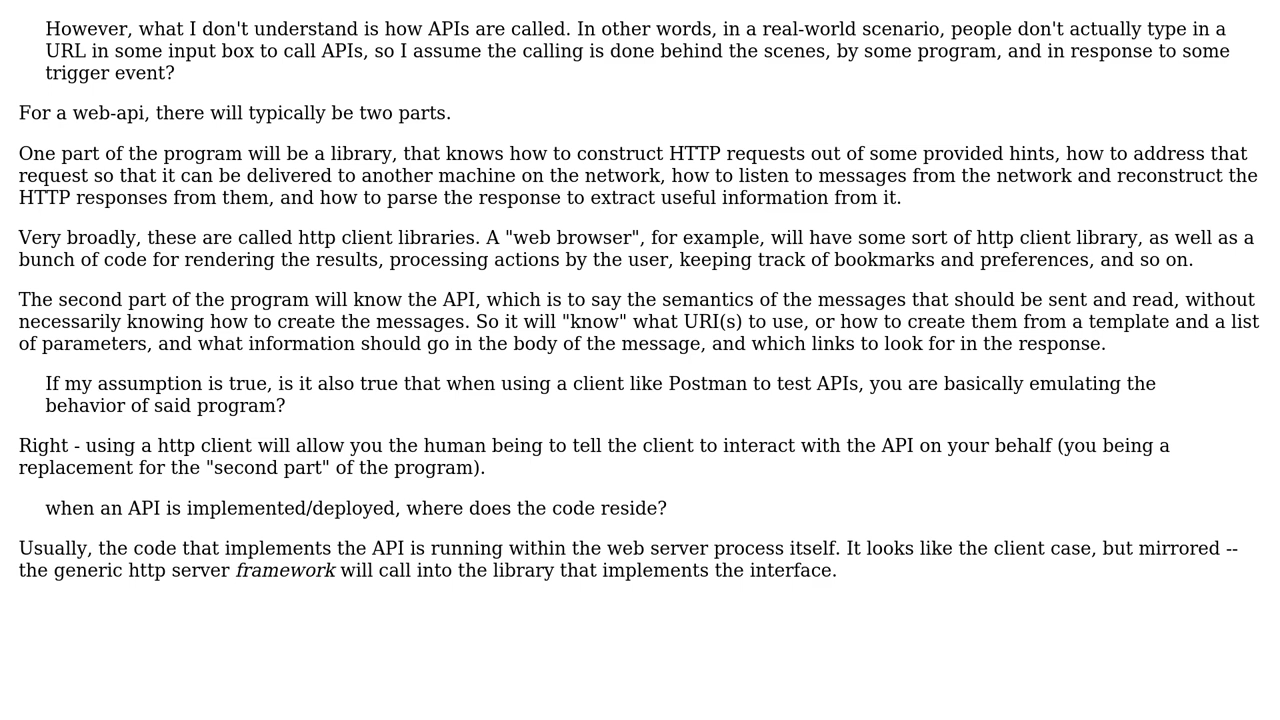 However, what I don't understand is how APIs are called. In other words, in a real-world scenario, people don't actually type in a
URL in some input box to call APIs, so I assume the calling is done behind the scenes, by some program, and in response to some
trigger event?
For a web-api, there will typically be two parts.
One part of the program will be a library, that knows how to construct HTTP requests out of some provided hints, how to address that
request so that it can be delivered to another machine on the network, how to listen to messages from the network and reconstruct the
HTTP responses from them, and how to parse the response to extract useful information from it.
Very broadly, these are called http client libraries. A "web browser", for example, will have some sort of http client library, as well as a
bunch of code for rendering the results, processing actions by the user, keeping track of bookmarks and preferences, and so on.
The second part of the program will know the API, which is to say the semantics of the messages that should be sent and read, without
necessarily knowing how to create the messages. So it will "know" what URI(s) to use, or how to create them from a template and a list
of parameters, and what information should go in the body of the message, and which links to look for in the response.
If my assumption is true, is it also true that when using a client like Postman to test APIs, you are basically emulating the
behavior of said program?
Right - using a http client will allow you the human being to tell the client to interact with the API on your behalf (you being a
replacement for the "second part" of the program).
when an API is implemented/deployed, where does the code reside?
Usually, the code that implements the API is running within the web server process itself. It looks like the client case, but mirrored --
the generic http server framework will call into the library that implements the interface.